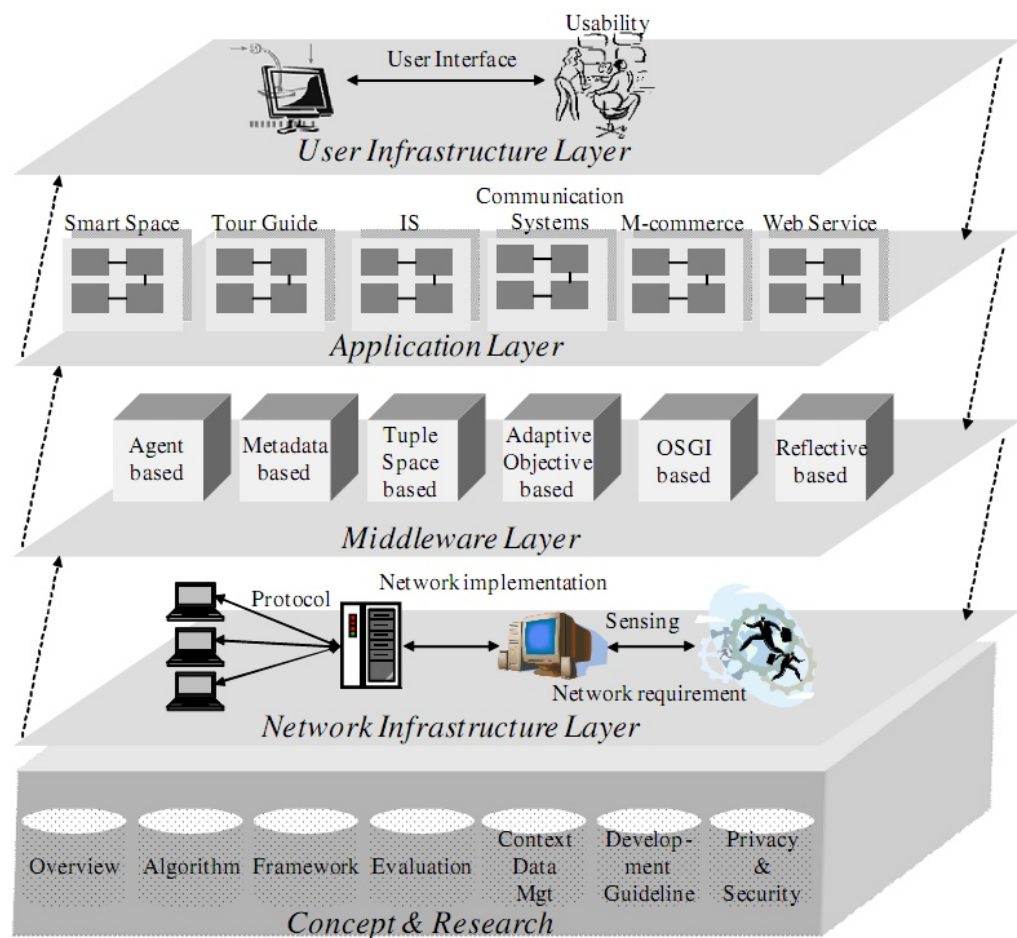 Usability
User Interface
User Infrastructure Layer
Communication
Smart Space
Tour Guide
IS
Systems
M-commerce
Web Service
Application Layer
Agent
based
Metadata
based
Tuple
Space
based
Adaptive
Objective
based
OSGI
based
Reflective
based
Middleware Layer
Network implementation
Protocol
Sensing
Network requirement
Network Infrastructure Layer
Overview
Algorithm
Framework
Evaluation
Context
Data
Mgt
Develop-
ment
Guideline
Privacy
&
Security
Concept & Research